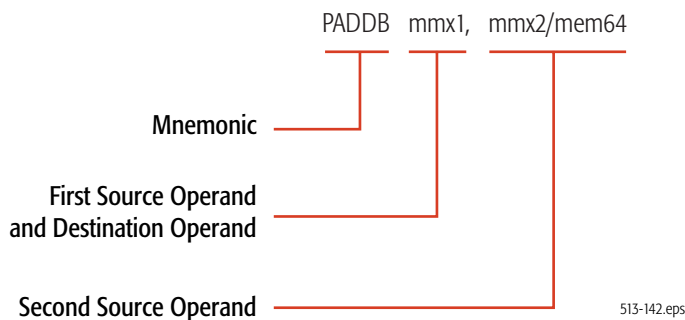 PADDB mmx1, mmx2/mem64
Mnemonic
First Source Operand
and Destination Operand
Second Source Operand
513-142.eps